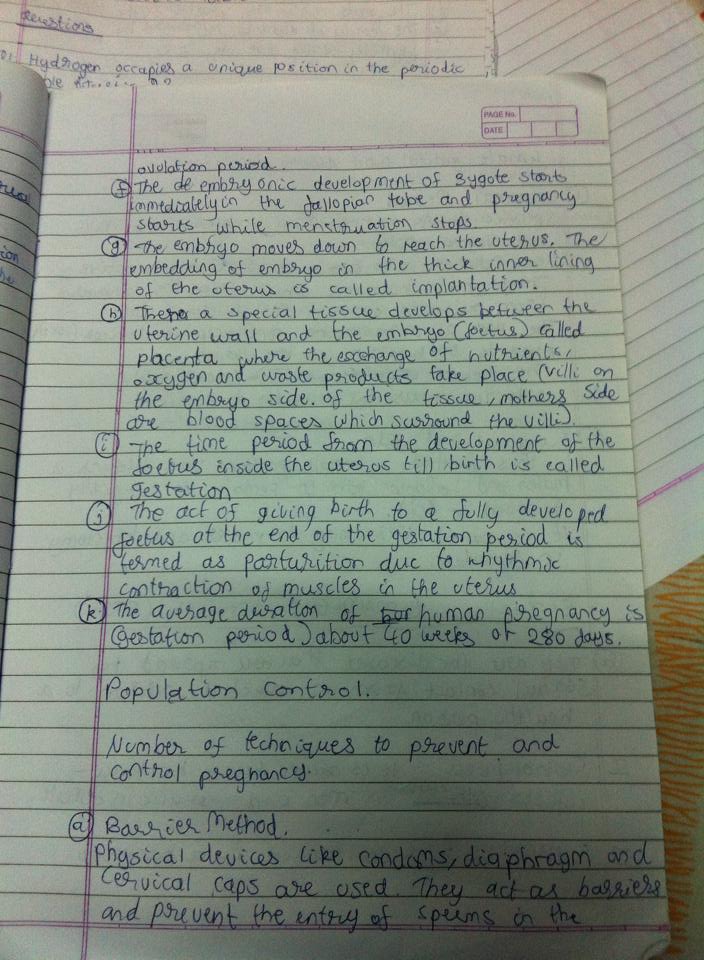 Questions
Hydrogen occupies a unique position in the periodic
PAGE No.
DATE
ovulation period.
(f) The de embryonic development of zygote starts
immediately in the fallopian tube and pregnancy
starts while menstruation stops.
(g) The embryo moves down to reach the uterus. The
embedding of embryo in the thick inner lining
of the uterus is called implantation.
(h) There a special tissue develops between the
uterine wall and the embryo (foetus) called
placenta where the exchange of nutrients,
oxygen and waste products take place (villi on
the embryo side of the tissue, mothers side
are blood spaces which surround the villi).
(i) The time period from the development of the
foetus inside the uterus till birth is called
gestation
(j) The act of giving birth to a fully developed
foetus at the end of the gestation period is
termed as parturition due to rhythmic
contraction of muscles in the uterus
(k) The average duration of human pregnancy is
(gestation period) about 40 weeks or 280 days.
Population Control.
Number of techniques to prevent and
control pregnancy.
(a) Barrier Method.
Physical devices like condoms, diaphragm and
Cervical caps are used. They act as barriers
and prevent the entry of sperms in the